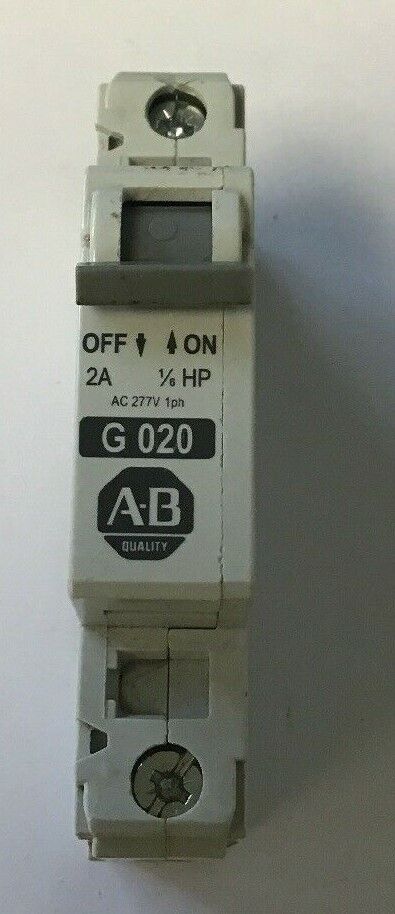 OFF ON
2A ⅙ HP
AC 277V 1ph
G 020
A-B
QUALITY